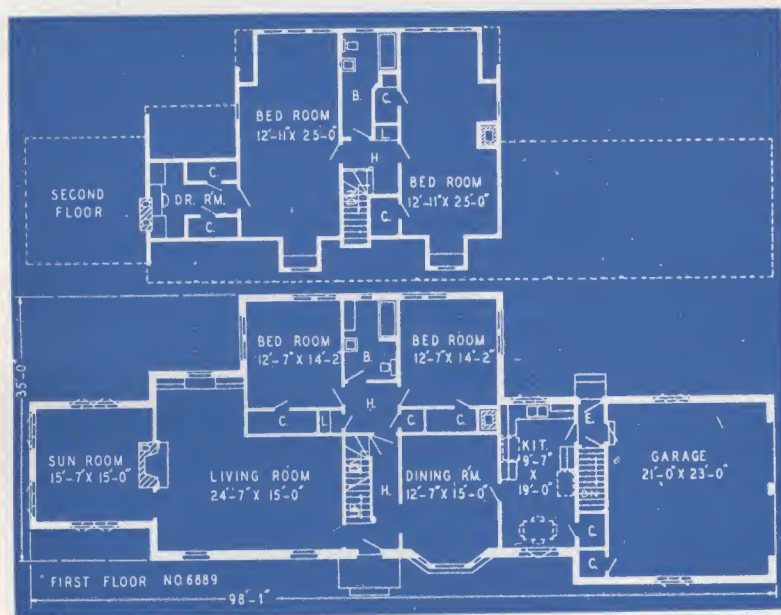 BED ROOM
12'-11" X 25'-0"
B.
C.
L.
H
BED ROOM
12'-11" X 25'-0"
C.
DN
C.
DR. R'M.
C.
SECOND
FLOOR
BED ROOM
12'-7" X 14'-2
B.
BED ROOM
12'-7" X 14'-2"
35'-0"
C.
L
H.
C.
C.
E.
SUN ROOM
15'-7" X 15'-0"
LIVING ROOM
24'-7" X 15'-0"
H.
DINING R'M.
12'-7" X 15'-0"
KIT.
9'-7"
X
19'-0"
DN
GARAGE
21'-0" X 23'-0"
C.
C.
FIRST FLOOR NO.6889
98'-1"